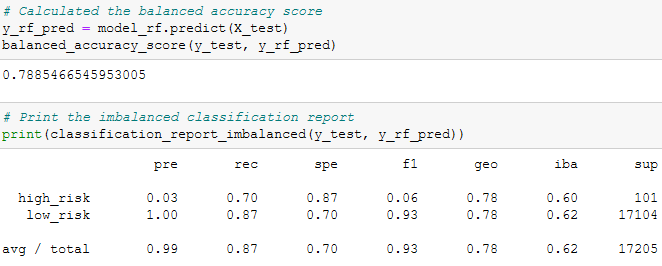 # Calculated the balanced accuracy score
y_rf_pred = model_rf.predict(X_test)
balanced_accuracy_score(y_test, y_rf_pred)
0.7885466545953005
# Print the imbalanced classification report
print(classification_report_imbalanced(y_test, y_rf_pred))
pre rec spe f1 geo iba sup
high_risk 0.03 0.70 0.87 0.06 0.78 0.60 101
low_risk 1.00 0.87 0.70 0.93 0.78 0.62 17104
avg / total 0.99 0.87 0.70 0.93 0.78 0.62 17205